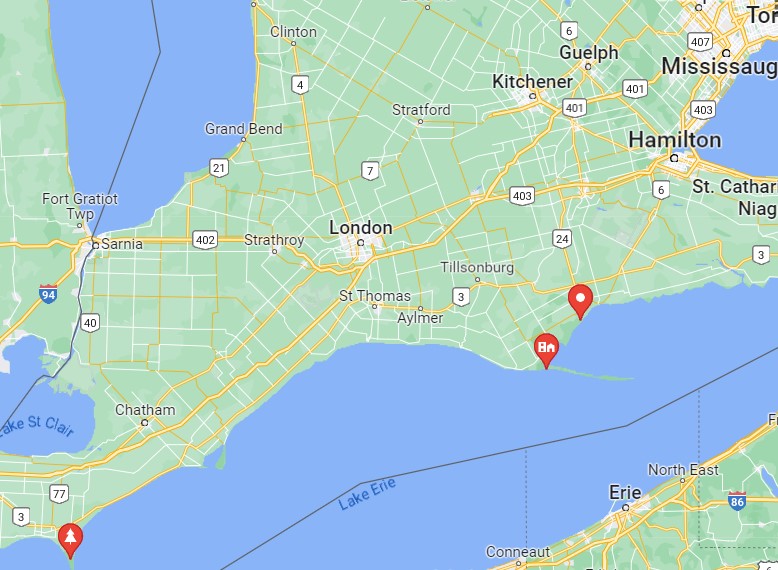 Clinton
6
Tor
407
Guelph
Mississaug
Kitchener
4
401
401
403
Stratford
Grand Bend
Hamilton
21
7
403
6
St. Cathar
Niag
Fort Gratiot
Twp
London
Sarnia
402
Strathroy
24
3
94
Tillsonburg
St Thomas
3
40
Aylmer
Chatham
ake St Clair
North East
77
Lake Erie
Erie
86
3
Conneaut